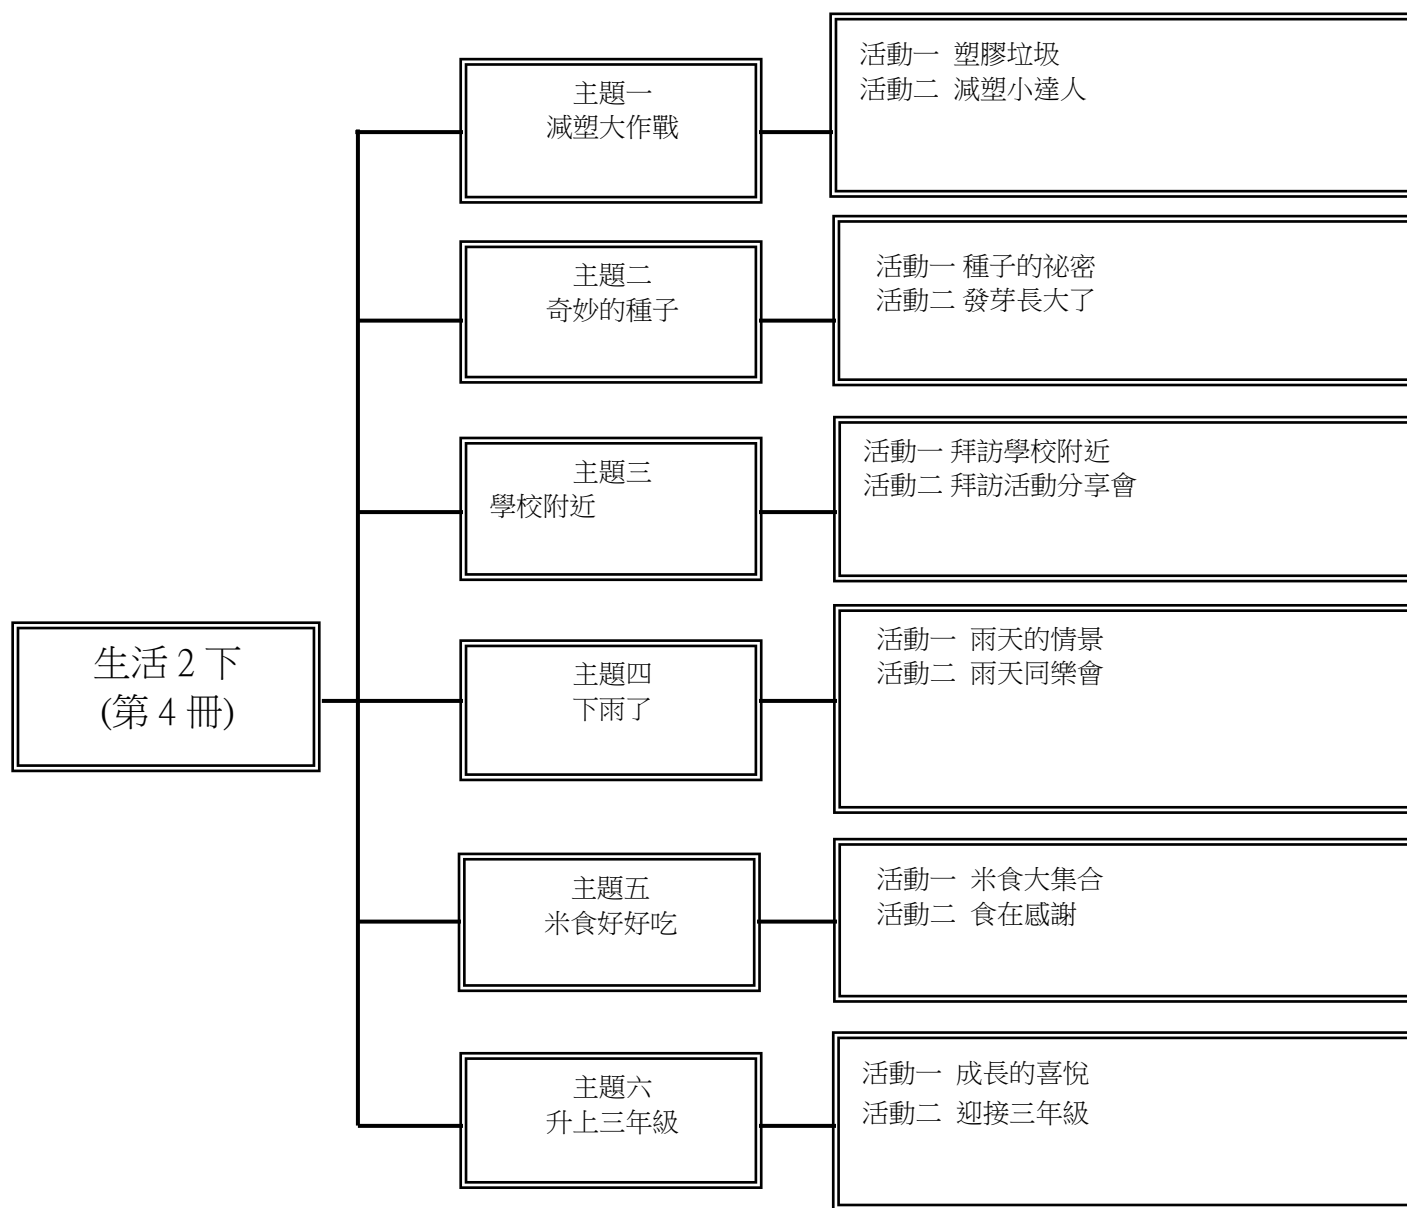 生活 2 下
(第 4 冊)
主題一
減塑大作戰
活動一 塑膠垃圾
活動二 減塑小達人
主題二
奇妙的種子
活動一 種子的祕密
活動二 發芽長大了
主題三
學校附近
活動一 拜訪學校附近
活動二 拜訪活動分享會
主題四
下雨了
活動一 雨天的情景
活動二 雨天同樂會
主題五
米食好好吃
活動一 米食大集合
活動二 食在感謝
主題六
升上三年級
活動一 成長的喜悅
活動二 迎接三年級